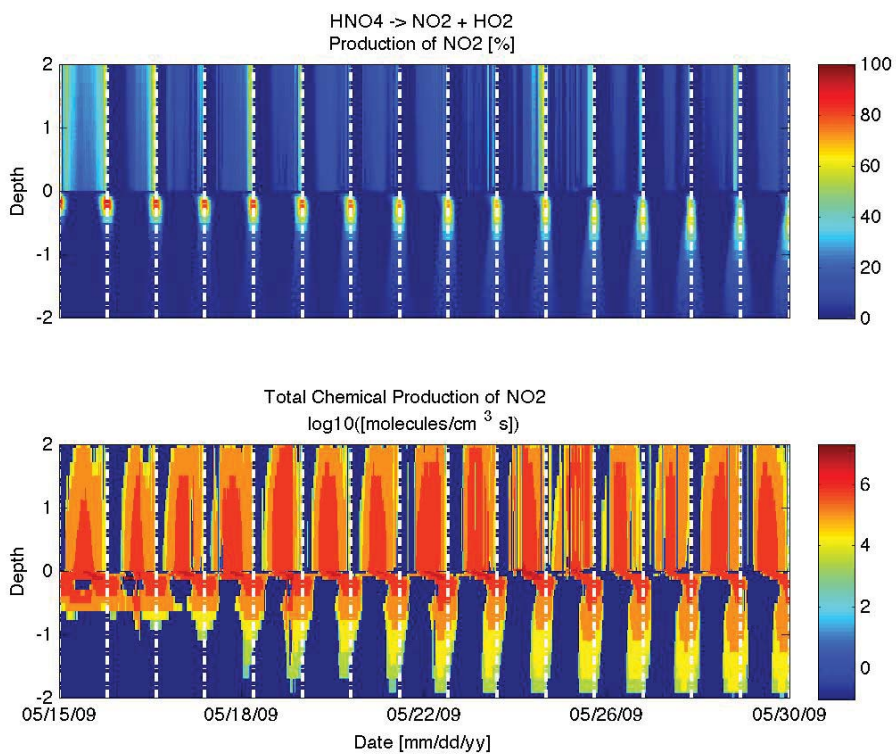 HNO4 -> NO2 + HO2
Production of NO2 [%]
2
1
0
-1
-2
Depth
100
80
60
40
20
0
Total Chemical Production of NO2
log10([molecules/cm 3 s])
2
1
0
-1
-2
Depth
6
4
2
0
05/15/09 05/18/09 05/22/09 05/26/09 05/30/09
Date [mm/dd/yy]